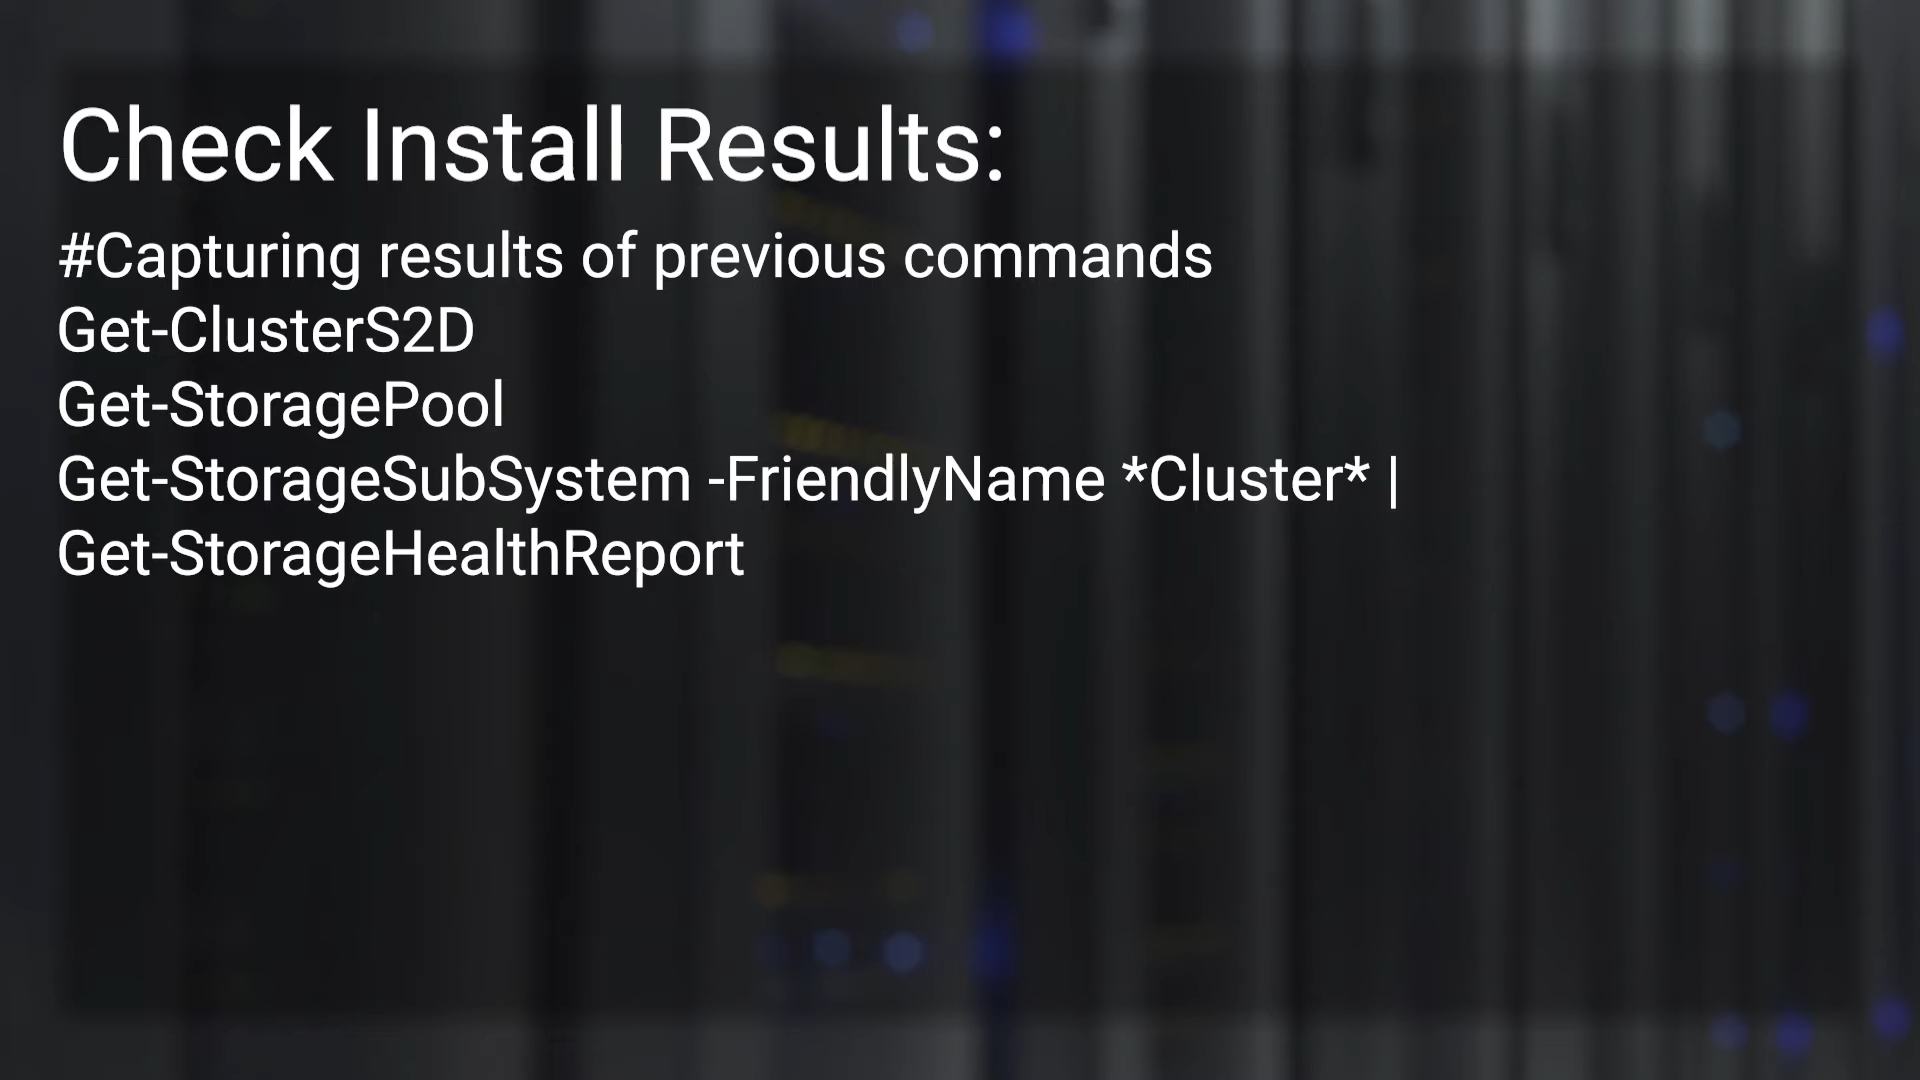 Check Install Results:
#Capturing results of previous commands
Get-ClusterS2D
Get-StoragePool
Get-StorageSubSystem -FriendlyName *Cluster* |
Get-StorageHealthReport